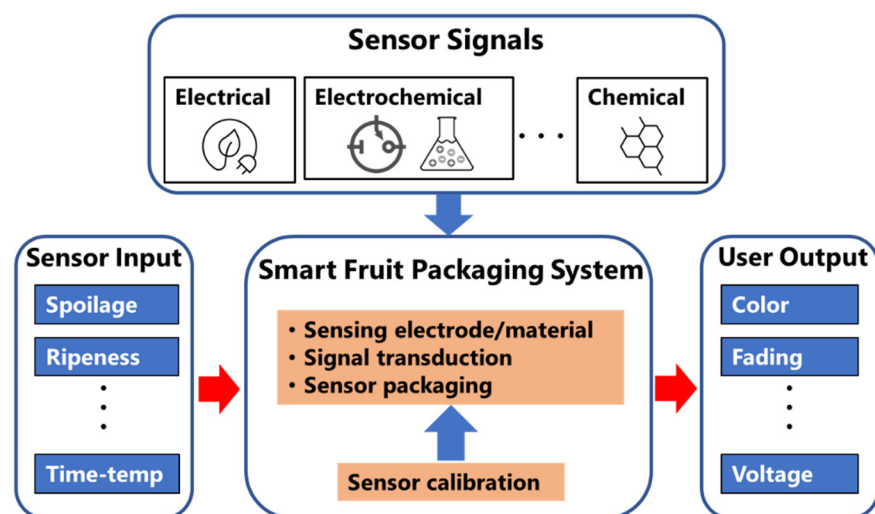 Sensor Signals
Electrical
Electrochemical
. . .
Chemical
Sensor Input
Spoilage
Ripeness
Time-temp
Smart Fruit Packaging System
· Sensing electrode/material
· Signal transduction
· Sensor packaging
Sensor calibration
User Output
Color
Fading
Voltage